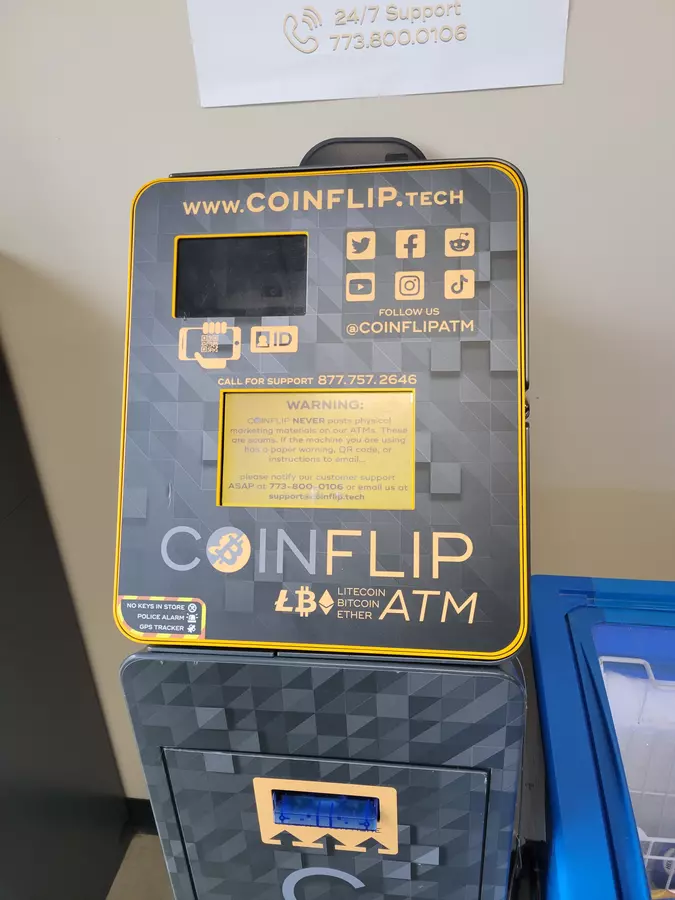 24/7 Support
773.800.0106
WWW.COINFLIP.TECH
FOLLOW US
@COINFLIPATM
ID
CALL FOR SUPPORT 877.757.2646
WARNING:
COINFLIP NEVER posts physical
marketing materials on our ATMs. These
are scams. If the machine you are using
has a paper warning, QR code, or
instructions to email...
please notify our customer support
ASAP at 773-800-0106 or email us at
support@coinflip.tech
COINFLIP
LITECOIN
BITCOIN
ETHER
ATM
NO KEYS IN STORE
POLICE ALARM
GPS TRACKER
C